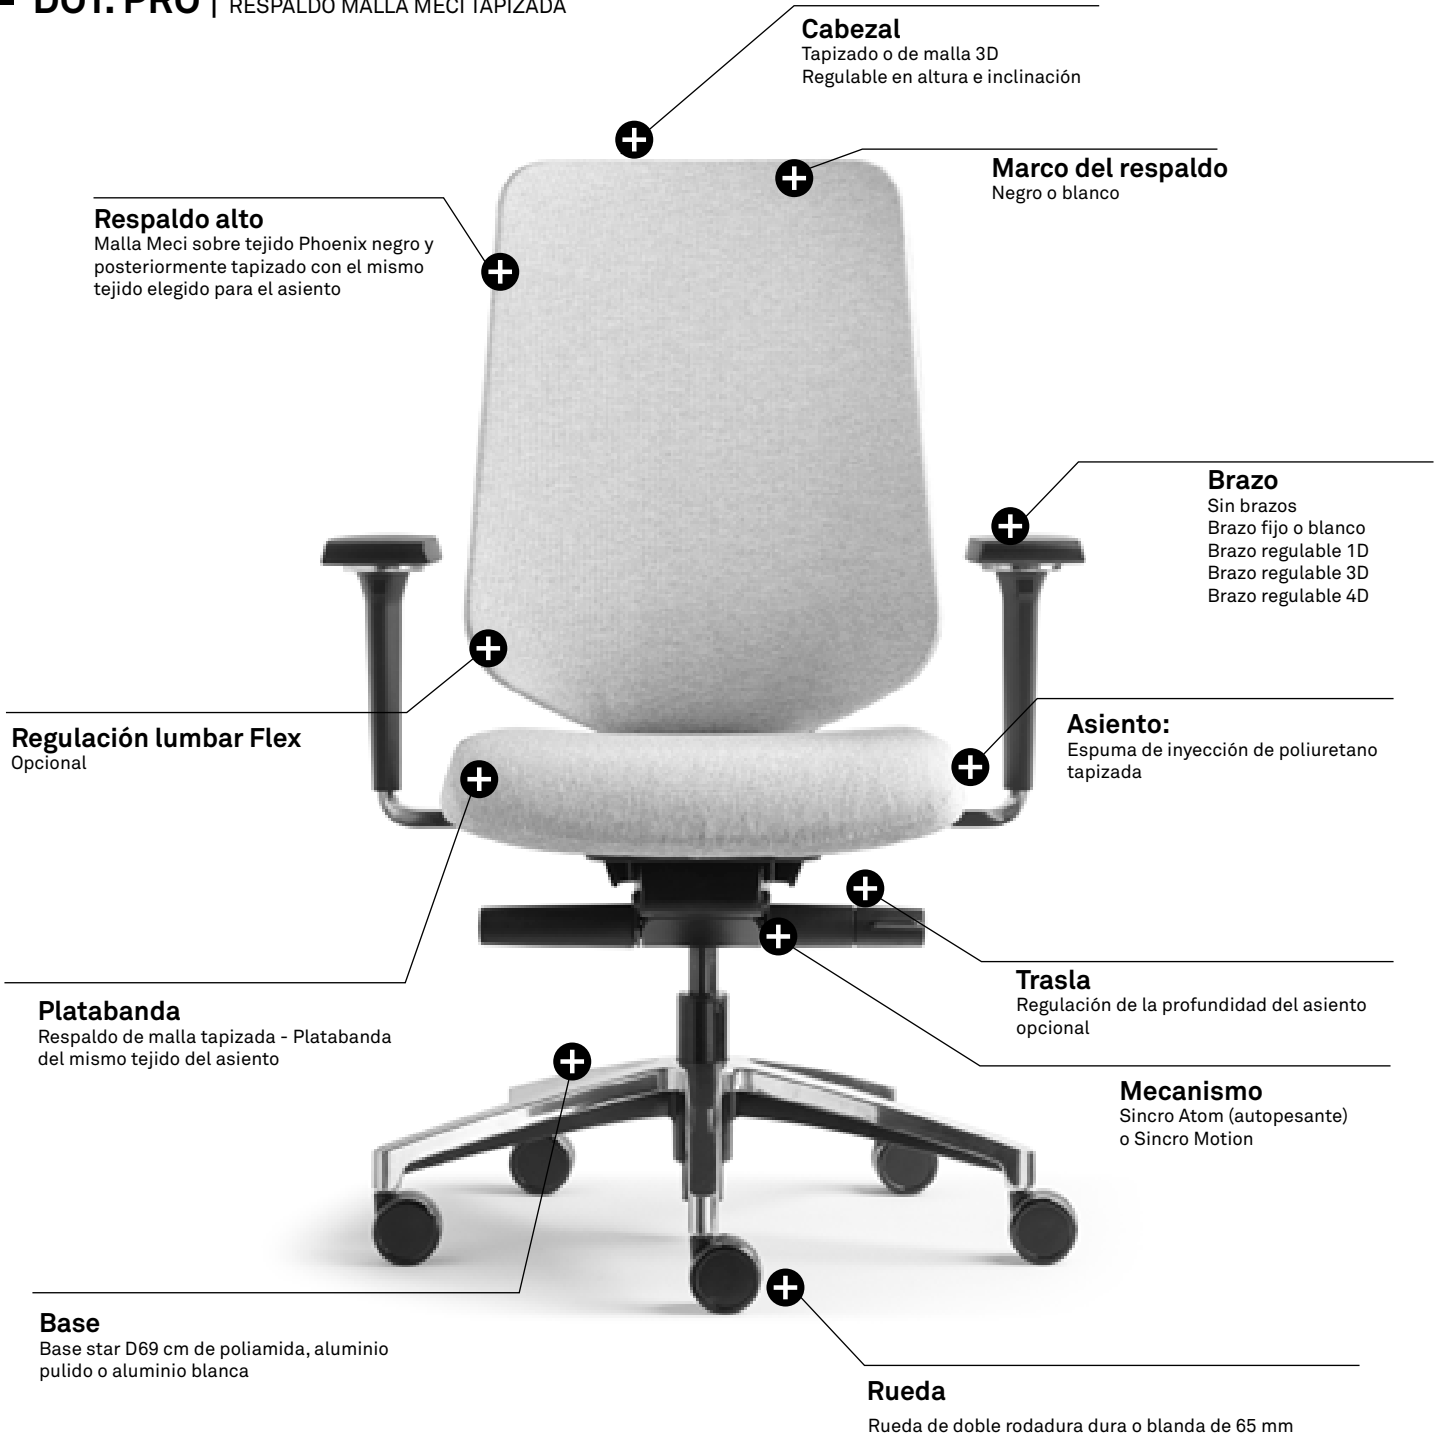 DOT. PRO | RESPALDO MALLA MECI TAPIZADA
Cabezal
Tapizado o de malla 3D
Regulable en altura e inclinación
Marco del respaldo
Negro o blanco
Respaldo alto
Malla Meci sobre tejido Phoenix negro y
posteriormente tapizado con el mismo
tejido elegido para el asiento
Brazo
Sin brazos
Brazo fijo o blanco
Brazo regulable 1D
Brazo regulable 3D
Brazo regulable 4D
Regulación lumbar Flex
Opcional
Asiento:
Espuma de inyección de poliuretano
tapizada
Trasla
Regulación de la profundidad del asiento
opcional
Platabanda
Respaldo de malla tapizada - Platabanda
del mismo tejido del asiento
Mecanismo
Sincro Atom (autopesante)
o Sincro Motion
Base
Base star D69 cm de poliamida, aluminio
pulido o aluminio blanca
Rueda
Rueda de doble rodadura dura o blanda de 65 mm